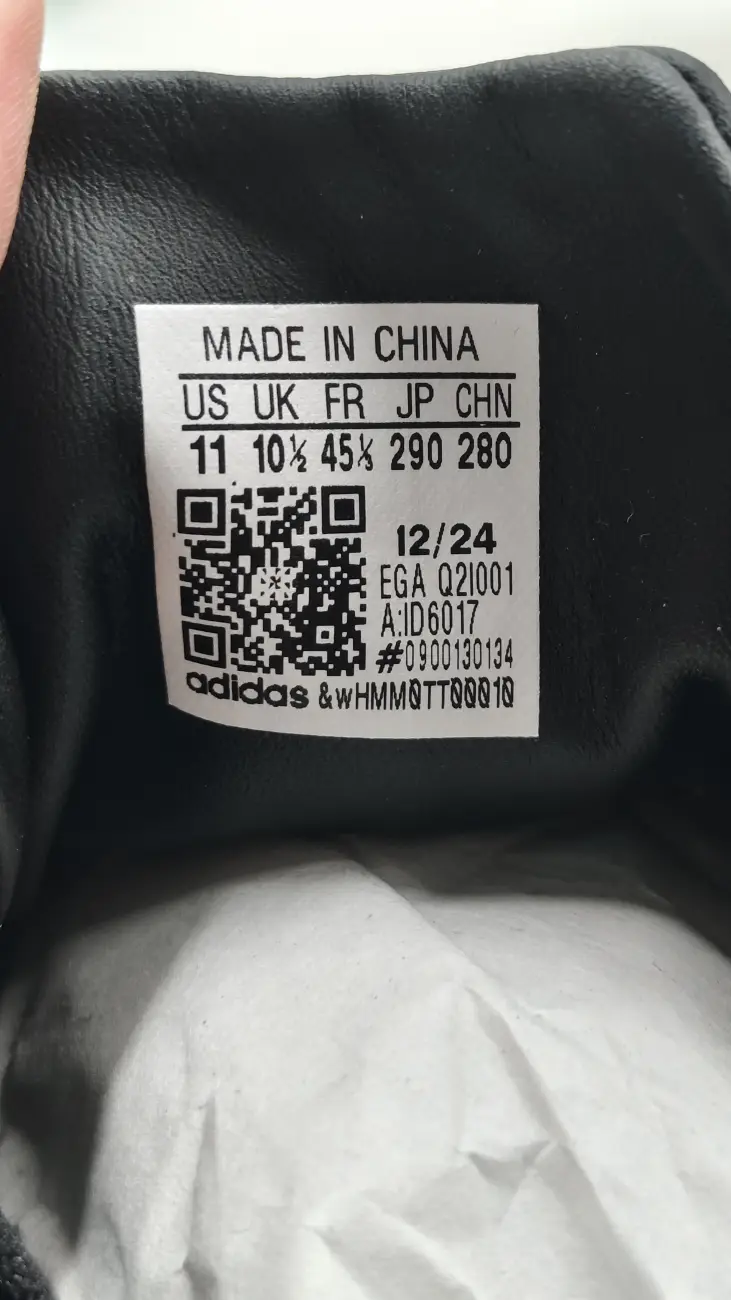 MADE IN CHINA
US UK FR JP CHN
11 10½ 45⅓ 290 280
12/24
EGA Q2I001
A:ID6017
#0900130134
adidas &wHMM0TT00010